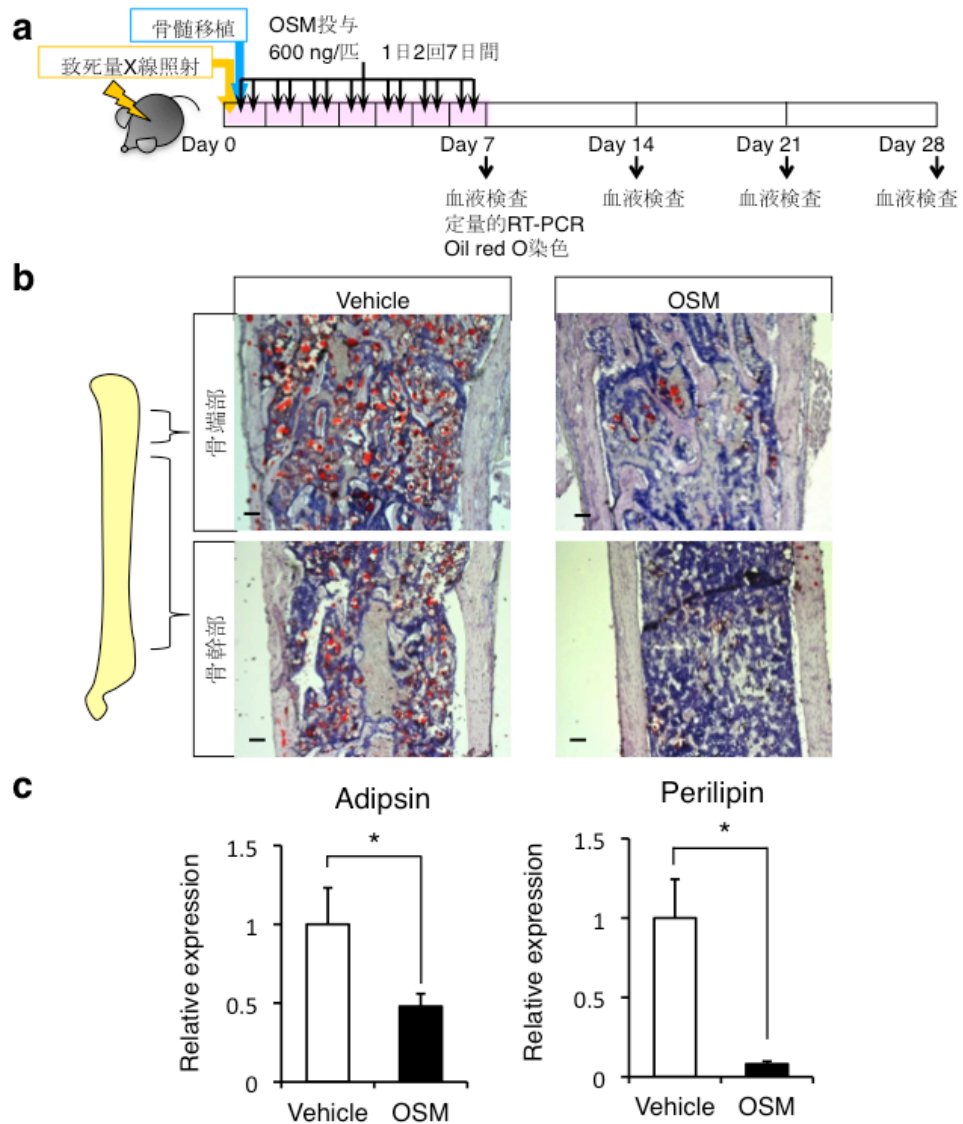 a
骨髄移植
致死量X線照射
OSM投与
600 ng/匹 1日2回7日間
Day 0
Day 7
Day 14
Day 21
Day 28
血液検査
定量的RT-PCR
Oil red O染色
血液検査
血液検査
血液検査
b
Vehicle
OSM
骨端部
骨幹部
c
Adipsin
*
Relative expression
1.5
1
0.5
0
Vehicle
OSM
Perilipin
*
Relative expression
1.5
1
0.5
0
Vehicle
OSM